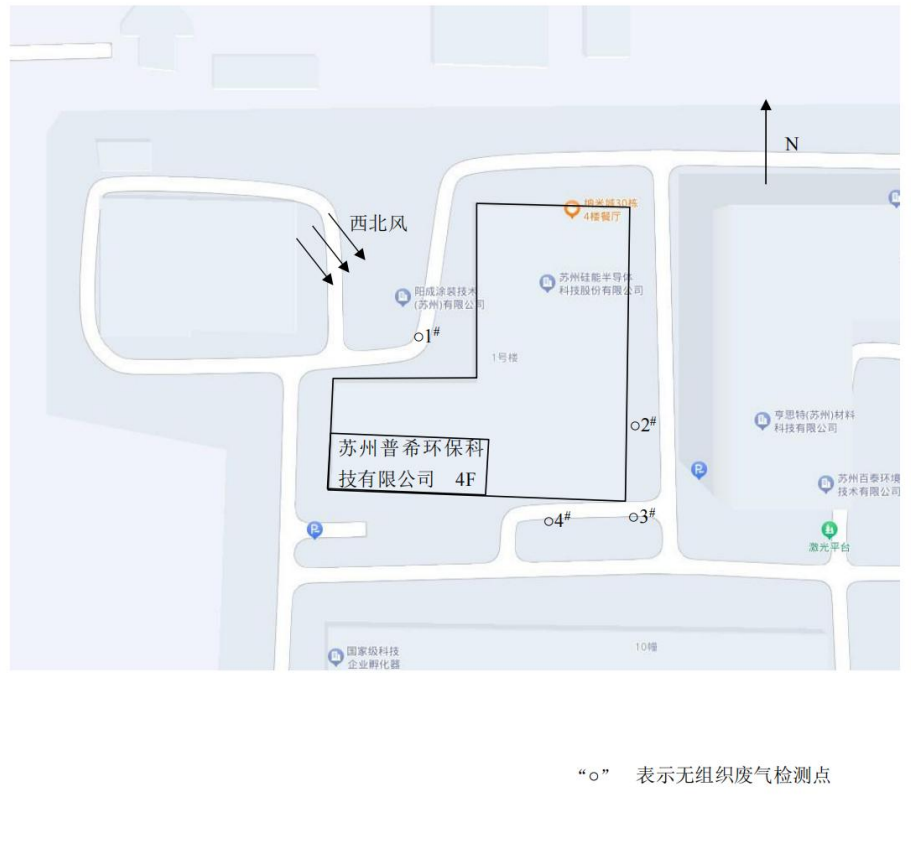 N
纳米城30栋
4楼餐厅
西北风
苏州硅能半导体
科技股份有限公司
阳成涂装技术
(苏州)有限公司
○1#
1号楼
亨思特(苏州)材料
科技有限公司
○2#
苏州普希环保科
技有限公司 4F
苏州百泰环境
技术有限公司
○4#
○3#
激光平台
国家级科技
企业孵化器
10幢
“○” 表示无组织废气检测点